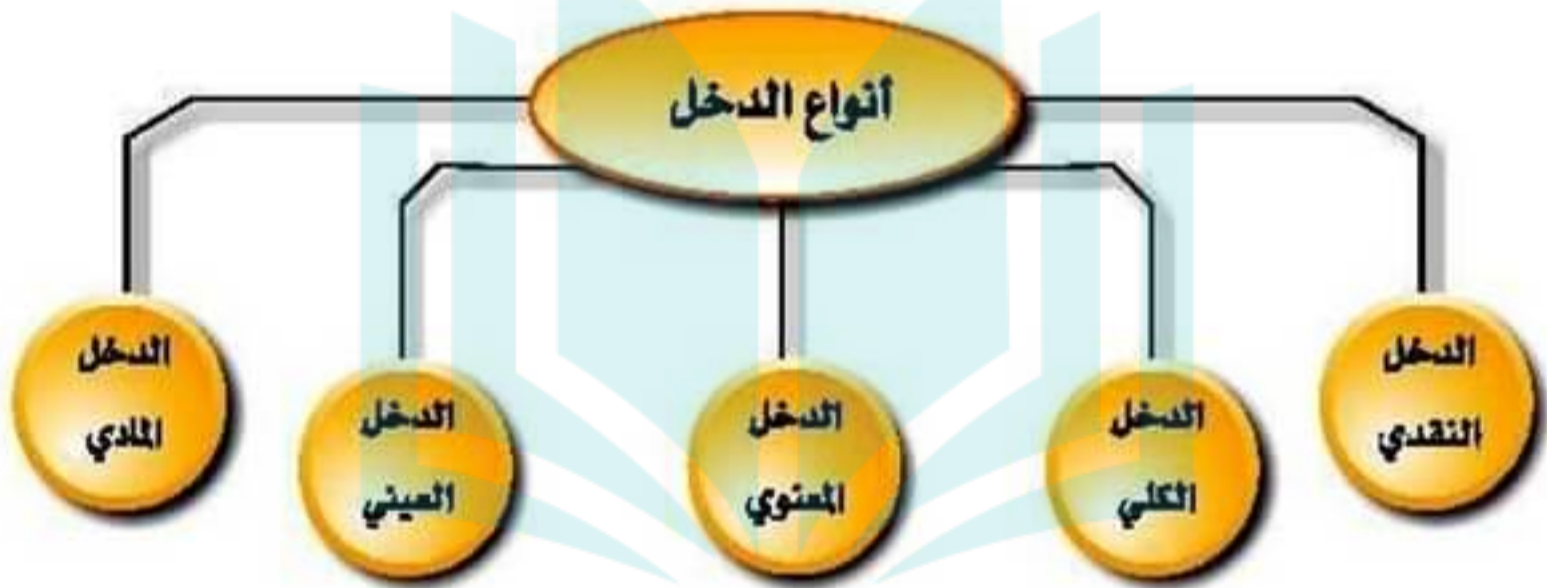 أنواع الدخل
الدخل
النقدي
الدخل
الكلي
الدخل
المعنوي
الدخل
العيني
الدخل
المادي